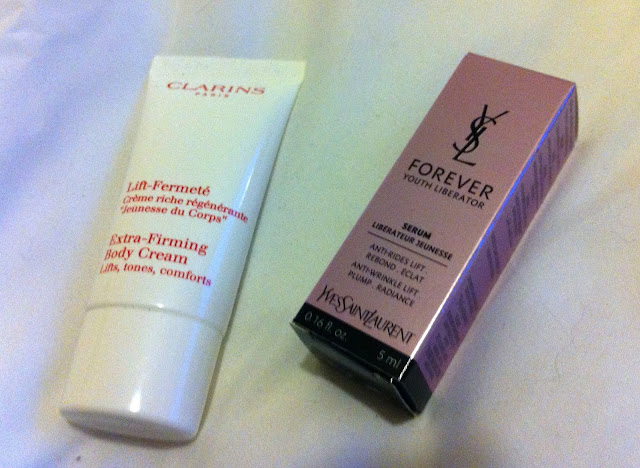 CLARINS
PARIS
Lift-Fermeté
Crème riche régénérante
"Jeunesse du Corps"
Extra-Firming
Body Cream
Lifts, tones, comforts
YSL
FOREVER
YOUTH LIBERATOR
SERUM
LIBÉRATEUR JEUNESSE
ANTI-RIDES LIFT
REBOND . ÉCLAT
ANTI-WRINKLE LIFT
PLUMP . RADIANCE
YVESSAINTLAURENT
0.16 fl. oz. 5 ml